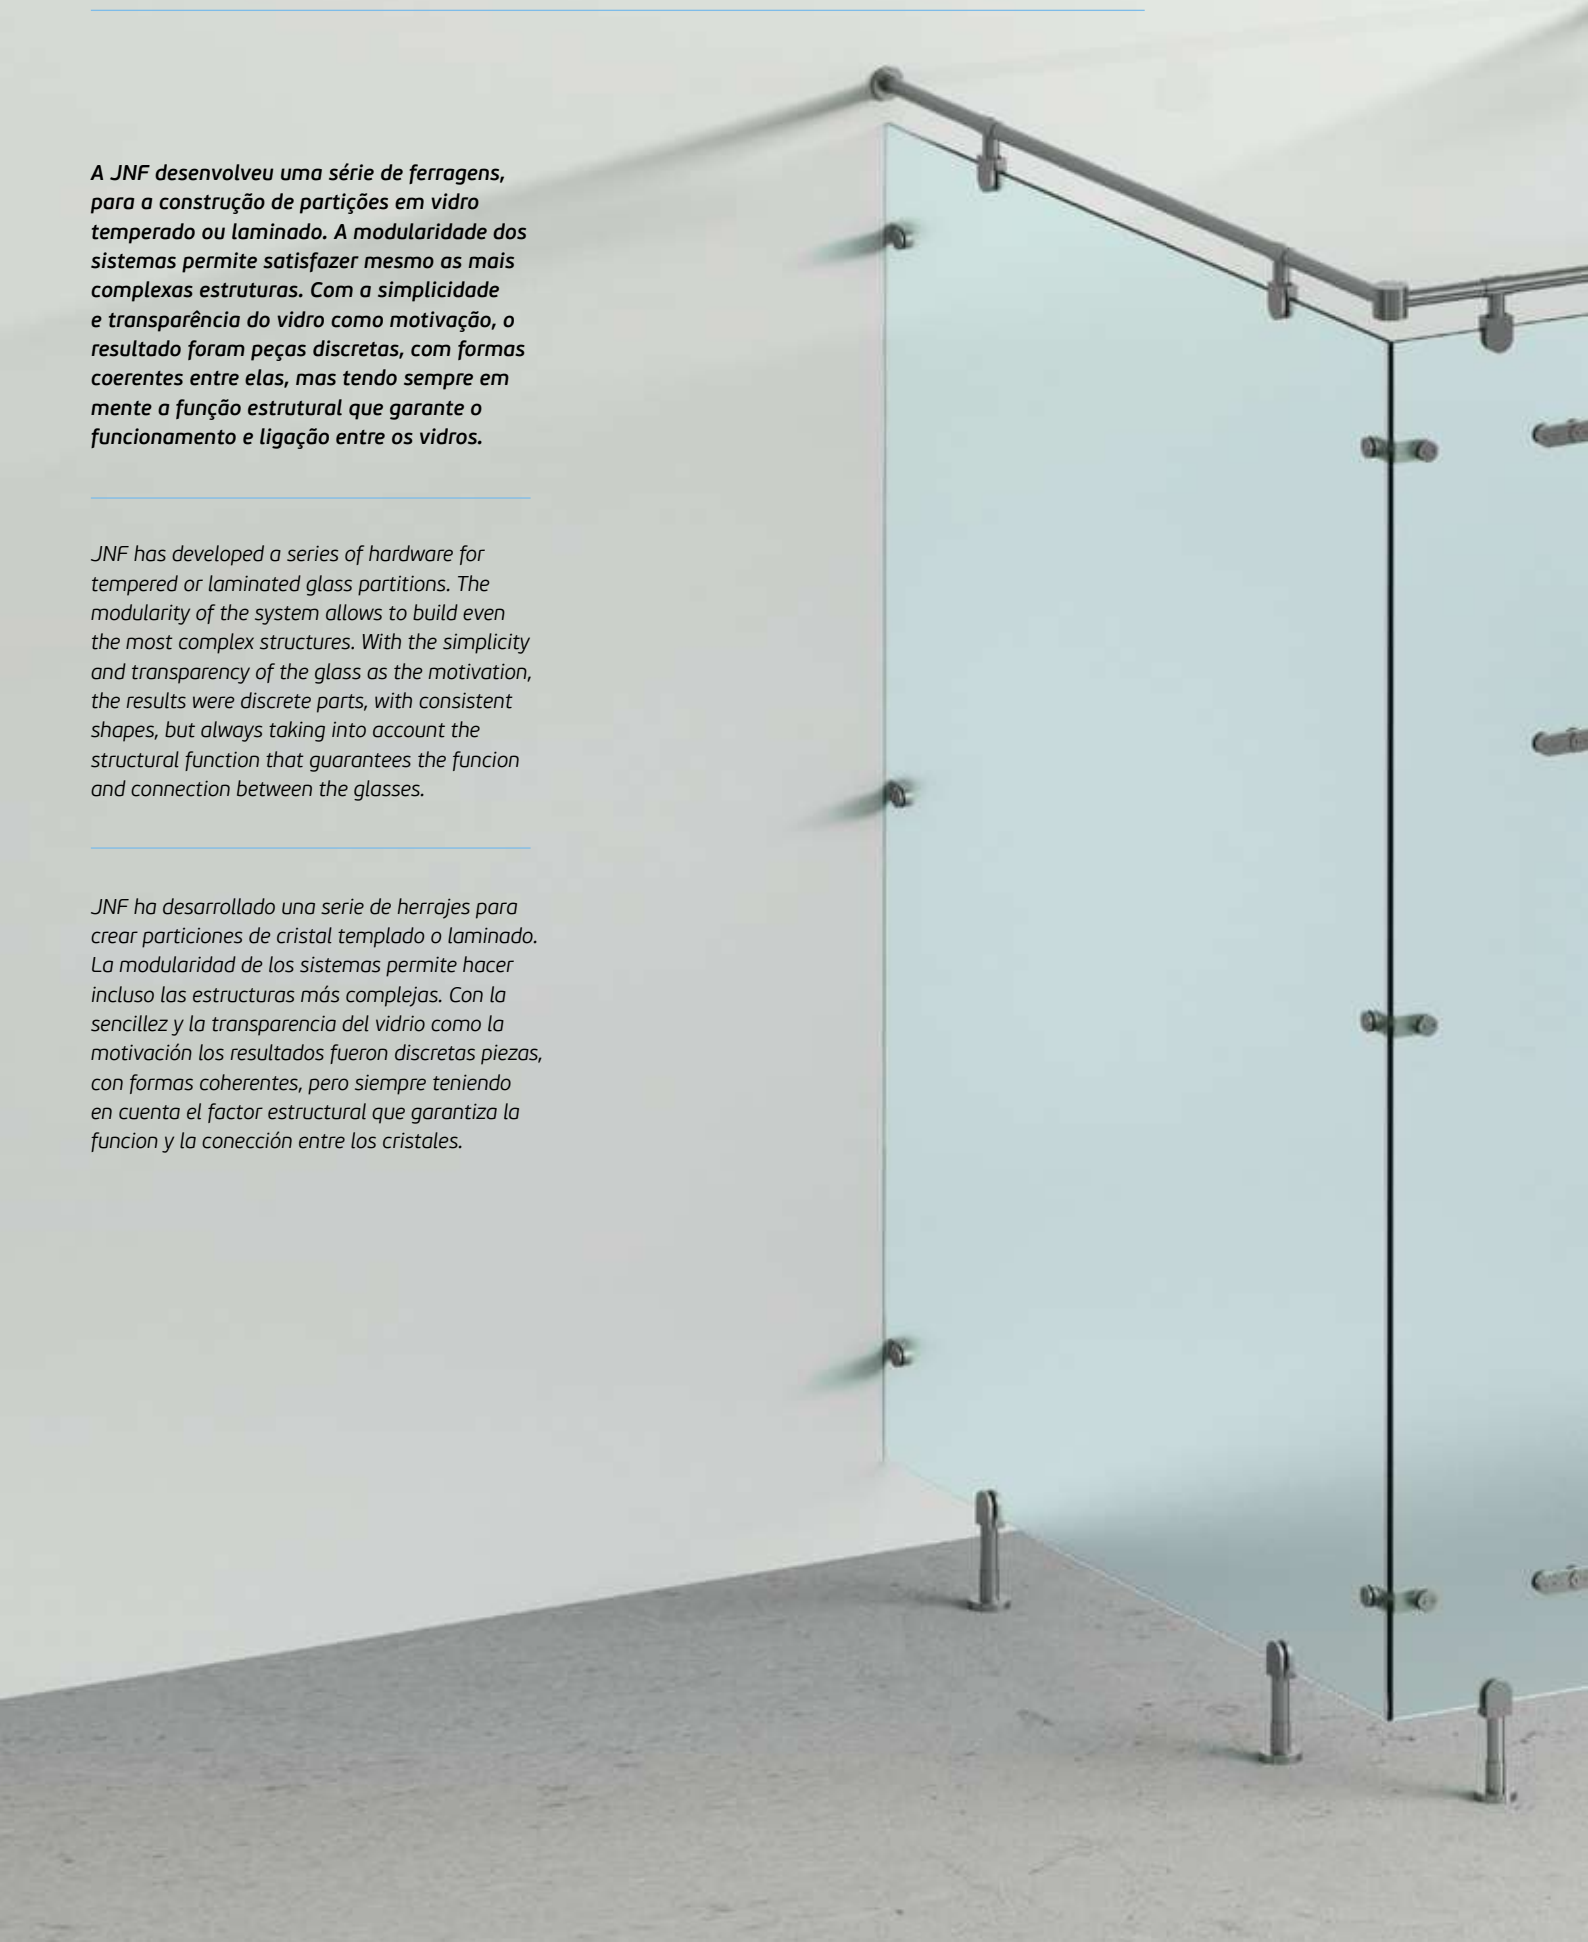 A JNF desenvolveu uma série de ferragens,
para a construção de partições em vidro
temperado ou laminado. A modularidade dos
sistemas permite satisfazer mesmo as mais
complexas estruturas. Com a simplicidade
e transparência do vidro como motivação, o
resultado foram peças discretas, com formas
coerentes entre elas, mas tendo sempre em
mente a função estrutural que garante o
funcionamento e ligação entre os vidros.
JNF has developed a series of hardware for
tempered or laminated glass partitions. The
modularity of the system allows to build even
the most complex structures. With the simplicity
and transparency of the glass as the motivation,
the results were discrete parts, with consistent
shapes, but always taking into account the
structural function that guarantees the funcion
and connection between the glasses.
JNF ha desarrollado una serie de herrajes para
crear particiones de cristal templado o laminado.
La modularidad de los sistemas permite hacer
incluso las estructuras más complejas. Con la
sencillez y la transparencia del vidrio como la
motivación los resultados fueron discretas piezas,
con formas coherentes, pero siempre teniendo
en cuenta el factor estructural que garantiza la
funcion y la conección entre los cristales.